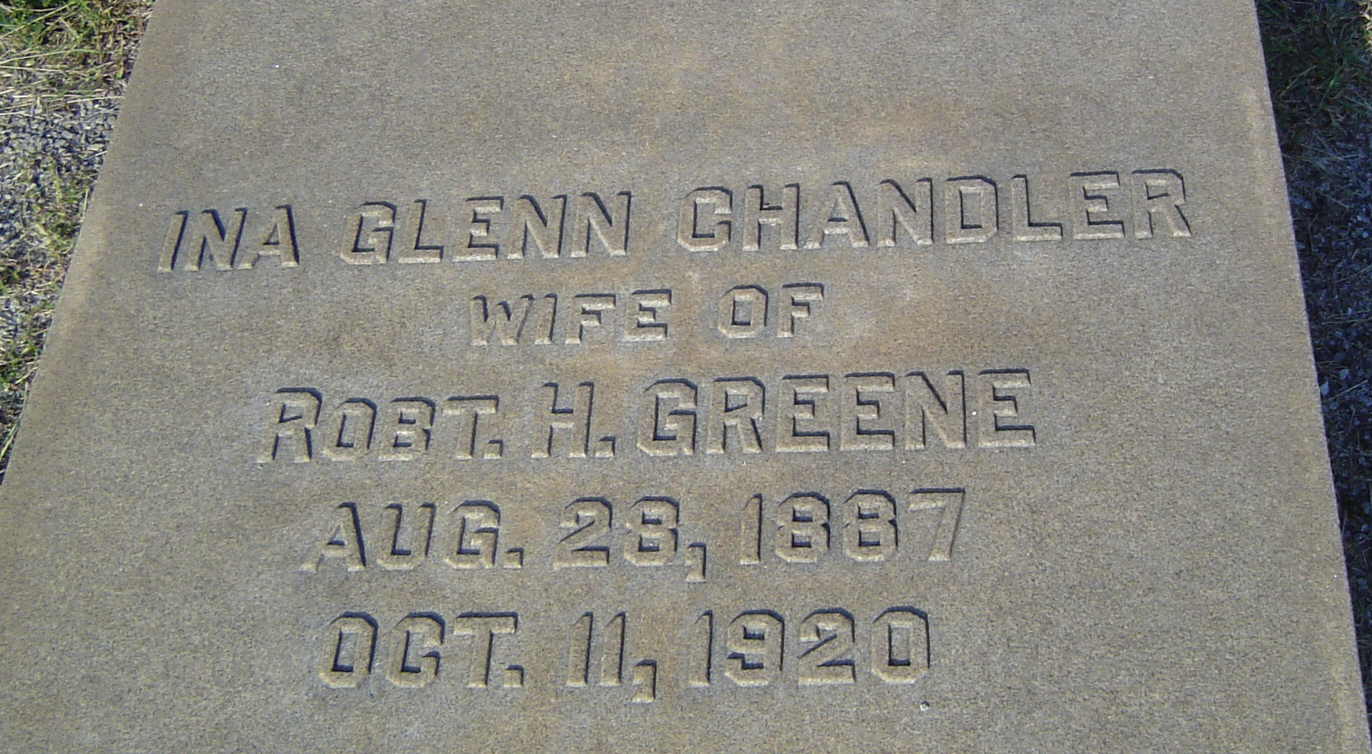 INA GLENN CHANDLER
WIFE OF
ROBT. H. GREENE
AUG. 28, 1887
OCT. 11, 1920